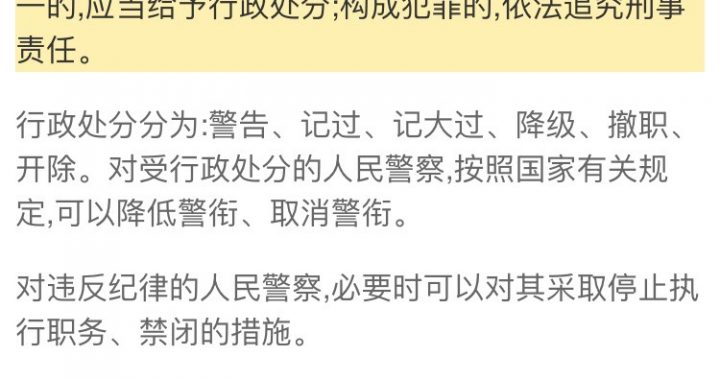 一的,应当给予行政处分;构成犯罪的,依法追究刑事
责任。
行政处分分为:警告、记过、记大过、降级、撤职、
开除。对受行政处分的人民警察,按照国家有关规
定,可以降低警衔、取消警衔。
对违反纪律的人民警察,必要时可以对其采取停止执
行职务、禁闭的措施。